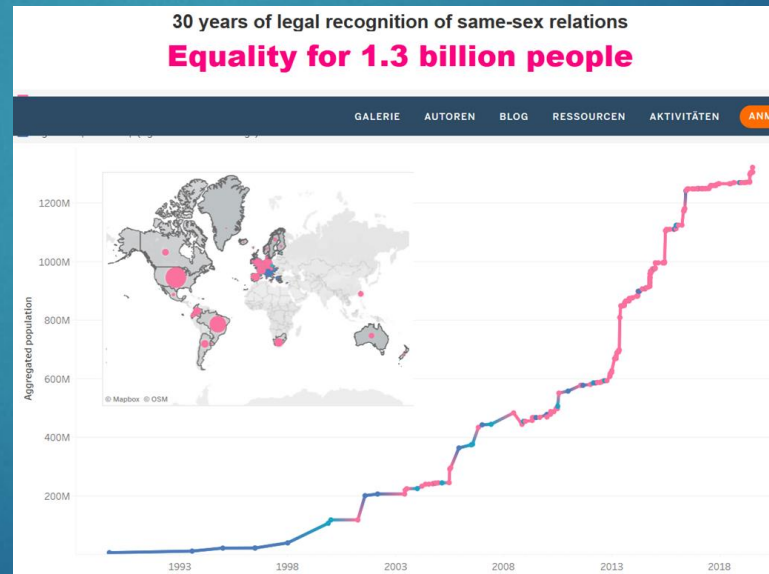 30 years of legal recognition of same-sex relations
Equality for 1.3 billion people
GALERIE AUTOREN BLOG RESSOURCEN AKTIVITÄTEN ANM
1200M
1000M
800M
600M
400M
200M
Aggregated population
© Mapbox © OSM
1993 1998 2003 2008 2013 2018